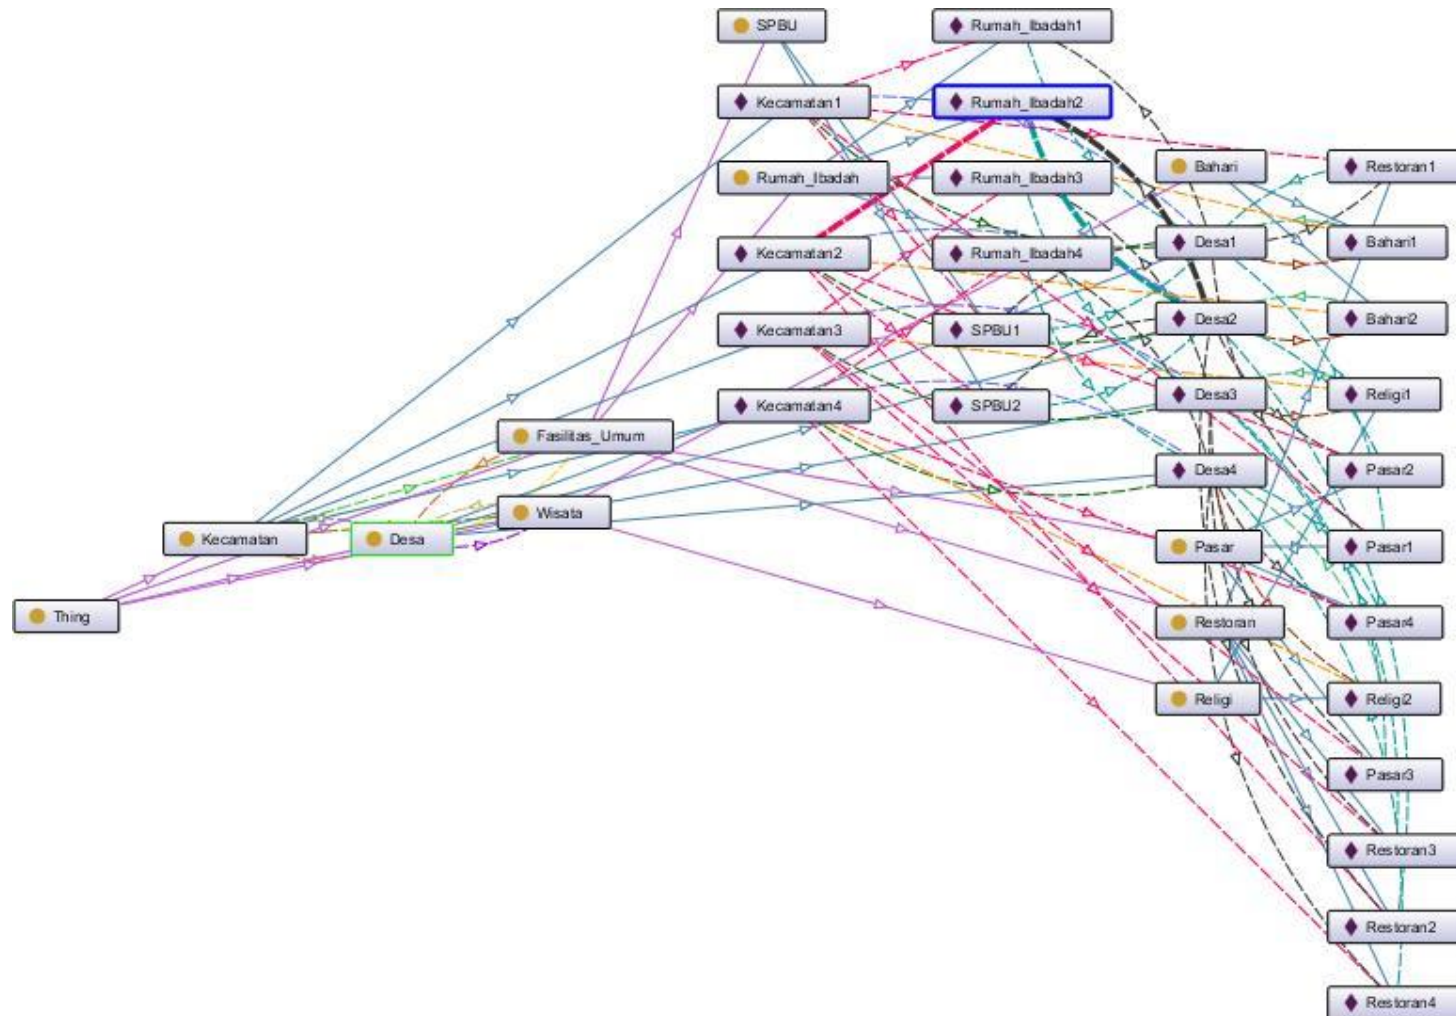 SPBU
Rumah_Ibadah1
Kecamatan1
Rumah_Ibadah2
Bahari
Restoran1
Rumah_Ibadah
Rumah_Ibadah3
Kecamatan2
Rumah_Ibadah4
Desa1
Bahari1
Kecamatan3
SPBU1
Desa2
Bahari2
Kecamatan4
SPBU2
Desa3
Religi1
Fasilitas_Umum
Desa4
Pasar2
Wisata
Kecamatan
Desa
Pasar
Pasar1
Thing
Restoran
Pasar4
Religi
Religi2
Pasar3
Restoran3
Restoran2
Restoran4